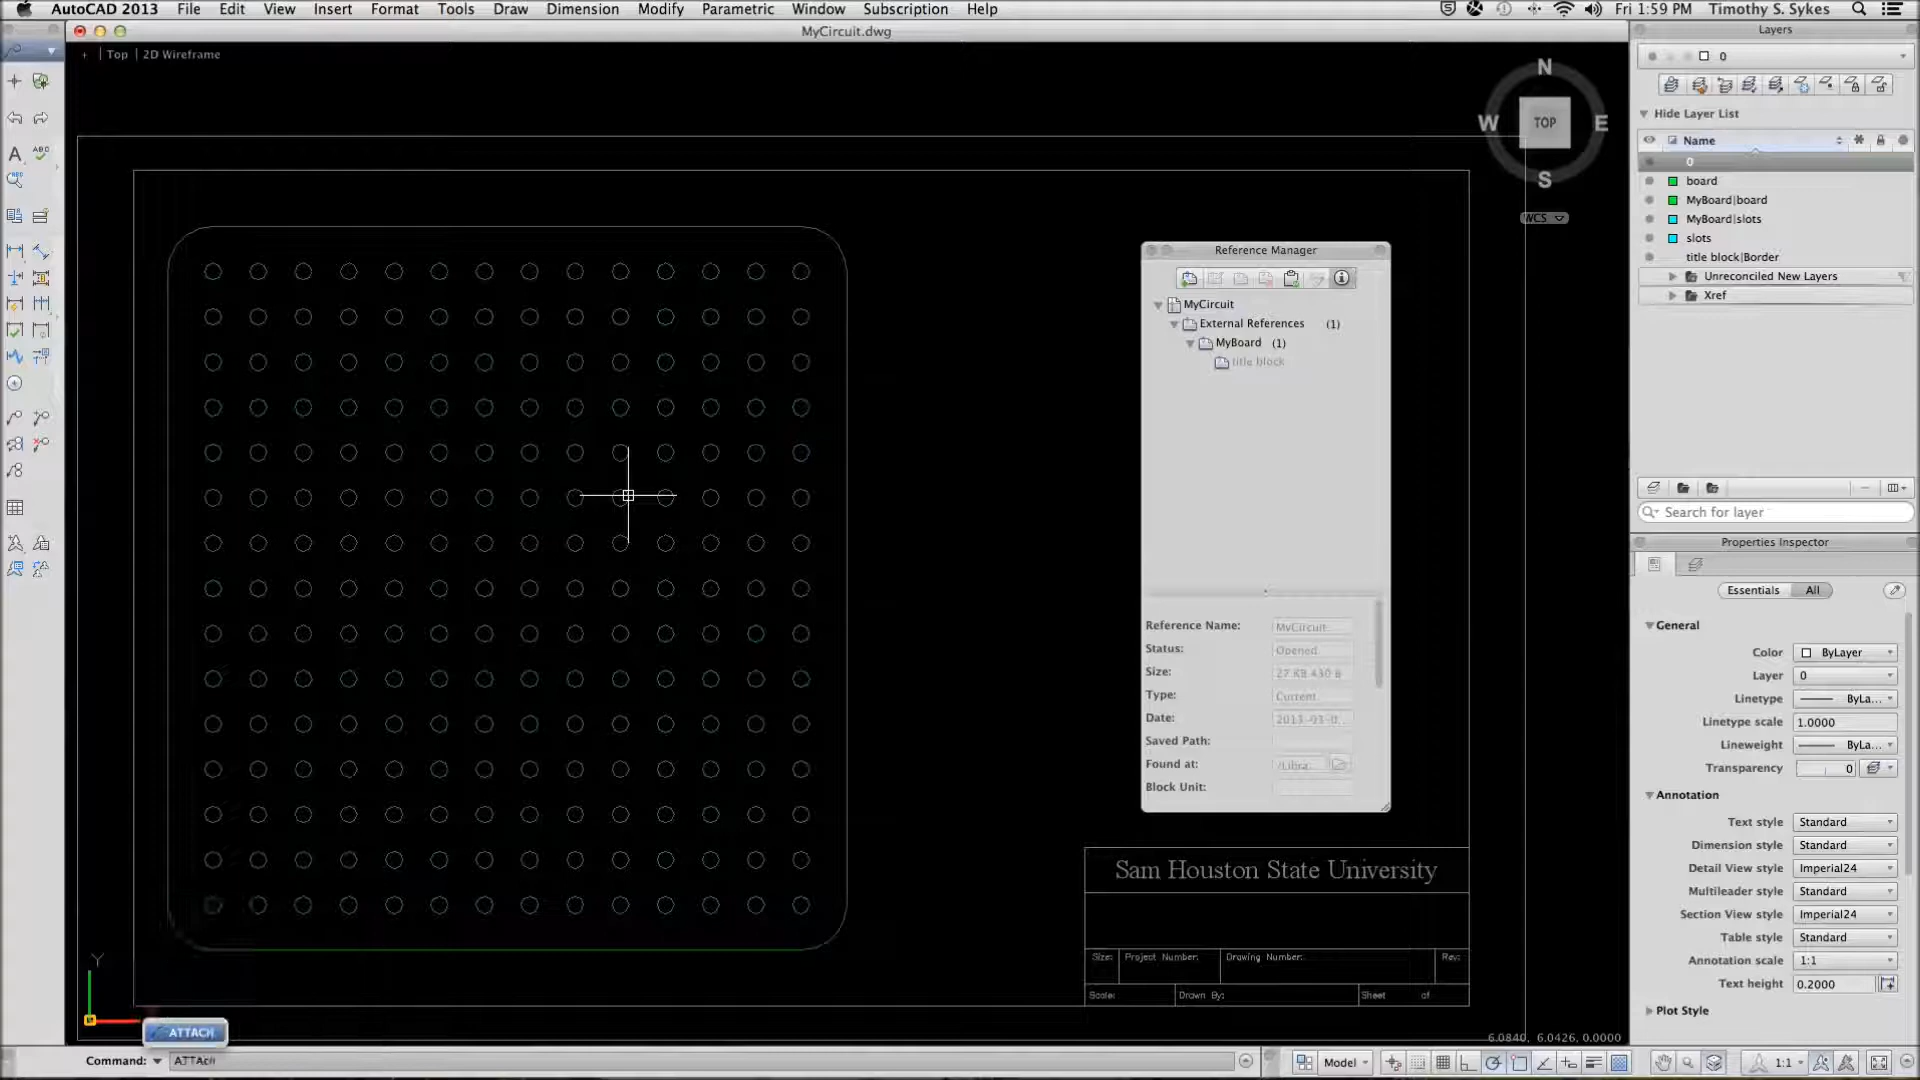 AutoCAD 2013 File Edit View Insert Format Tools Draw Dimension Modify Parametric Window Subscription Help Fri 1:59 PM Timothy S. Sykes
MyCircuit.dwg
Layers
+ Top 2D Wireframe
0
Hide Layer List
Name
0
board
MyBoard|board
MyBoard|slots
slots
title block|Border
Unreconciled New Layers
Xref
Search for layer
N
W TOP E
S
WCS
Reference Manager
MyCircuit
External References (1)
MyBoard (1)
title block
Reference Name: MyCircuit
Status: Opened
Size: 27 KB 430 B
Type: Current
Date:
Saved Path:
Found at: /Libra...
Block Unit:
Properties Inspector
Essentials All
General
Color ByLayer
Layer 0
Linetype ByLa...
Linetype scale 1.0000
Lineweight ByLa...
Transparency 0
Annotation
Text style Standard
Dimension style Standard
Detail View style Imperial24
Multileader style Standard
Section View style Imperial24
Table style Standard
Annotation scale 1:1
Text height 0.2000
Plot Style
Sam Houston State University
Size: Project Number: Drawing Number: Rev:
Scale: Drawn By: Sheet of
Y
ATTACH
6.0840, 6.0426, 0.0000
Command: ATTAch
Model 1:1